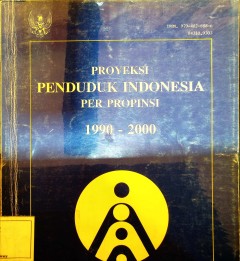 PROYEKSI
PENDUDUK INDONESIA
PER PROPINSI
1990 - 2000